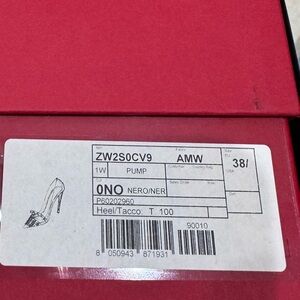 ZW2S0CV9 AMW 38/
1W PUMP
0NO NERO/NER
P60202960
Heel/Tacco: T 100
90010
8 050943 871931